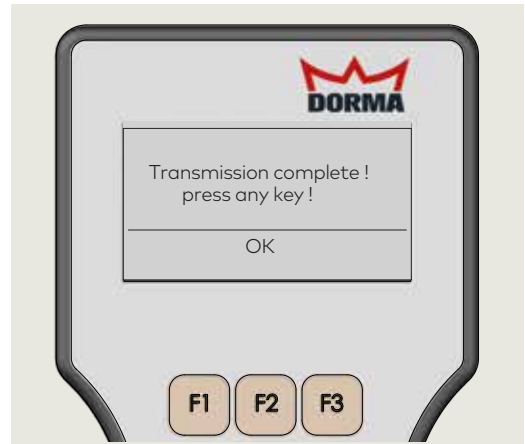 DORMA
Transmission complete !
press any key !
OK
F1 F2 F3